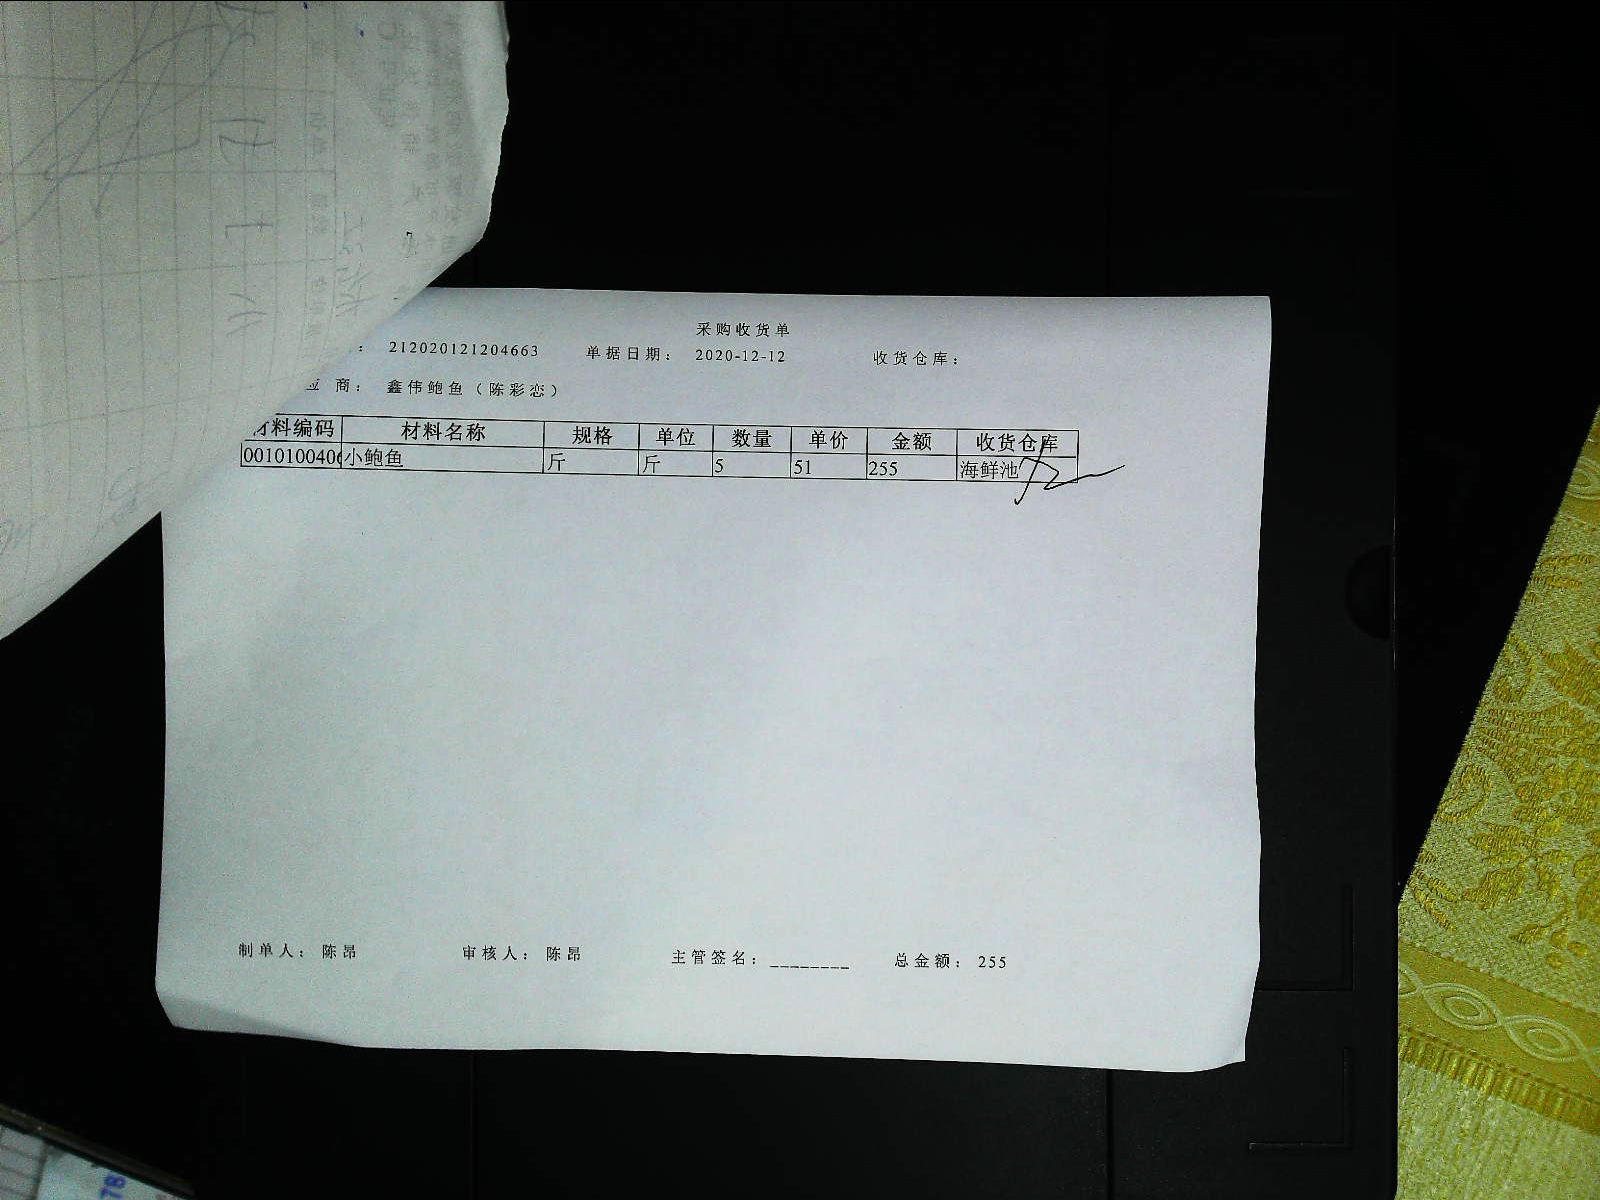 采购收货单
：212020121204663 单据日期：2020-12-12 收货仓库：
应商：鑫伟鲍鱼（陈彩恋）
材料编码 材料名称 规格 单位 数量 单价 金额 收货仓库
0010100406 小鲍鱼 斤 斤 5 51 255 海鲜池
制单人：陈昂 审核人：陈昂 主管签名：________ 总金额：255